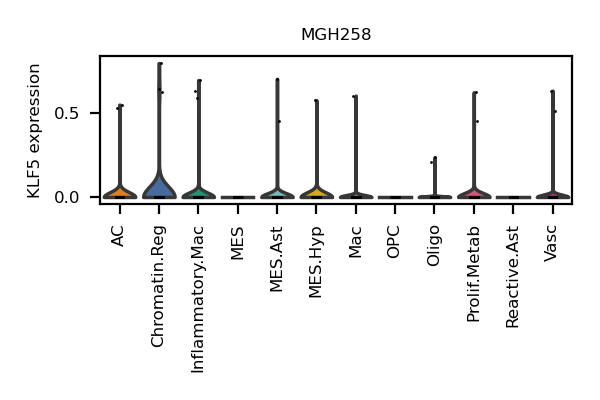 MGH258
KLF5 expression
0.5
0.0
AC
Chromatin.Reg
Inflammatory.Mac
MES
MES.Ast
MES.Hyp
Mac
OPC
Oligo
Prolif.Metab
Reactive.Ast
Vasc